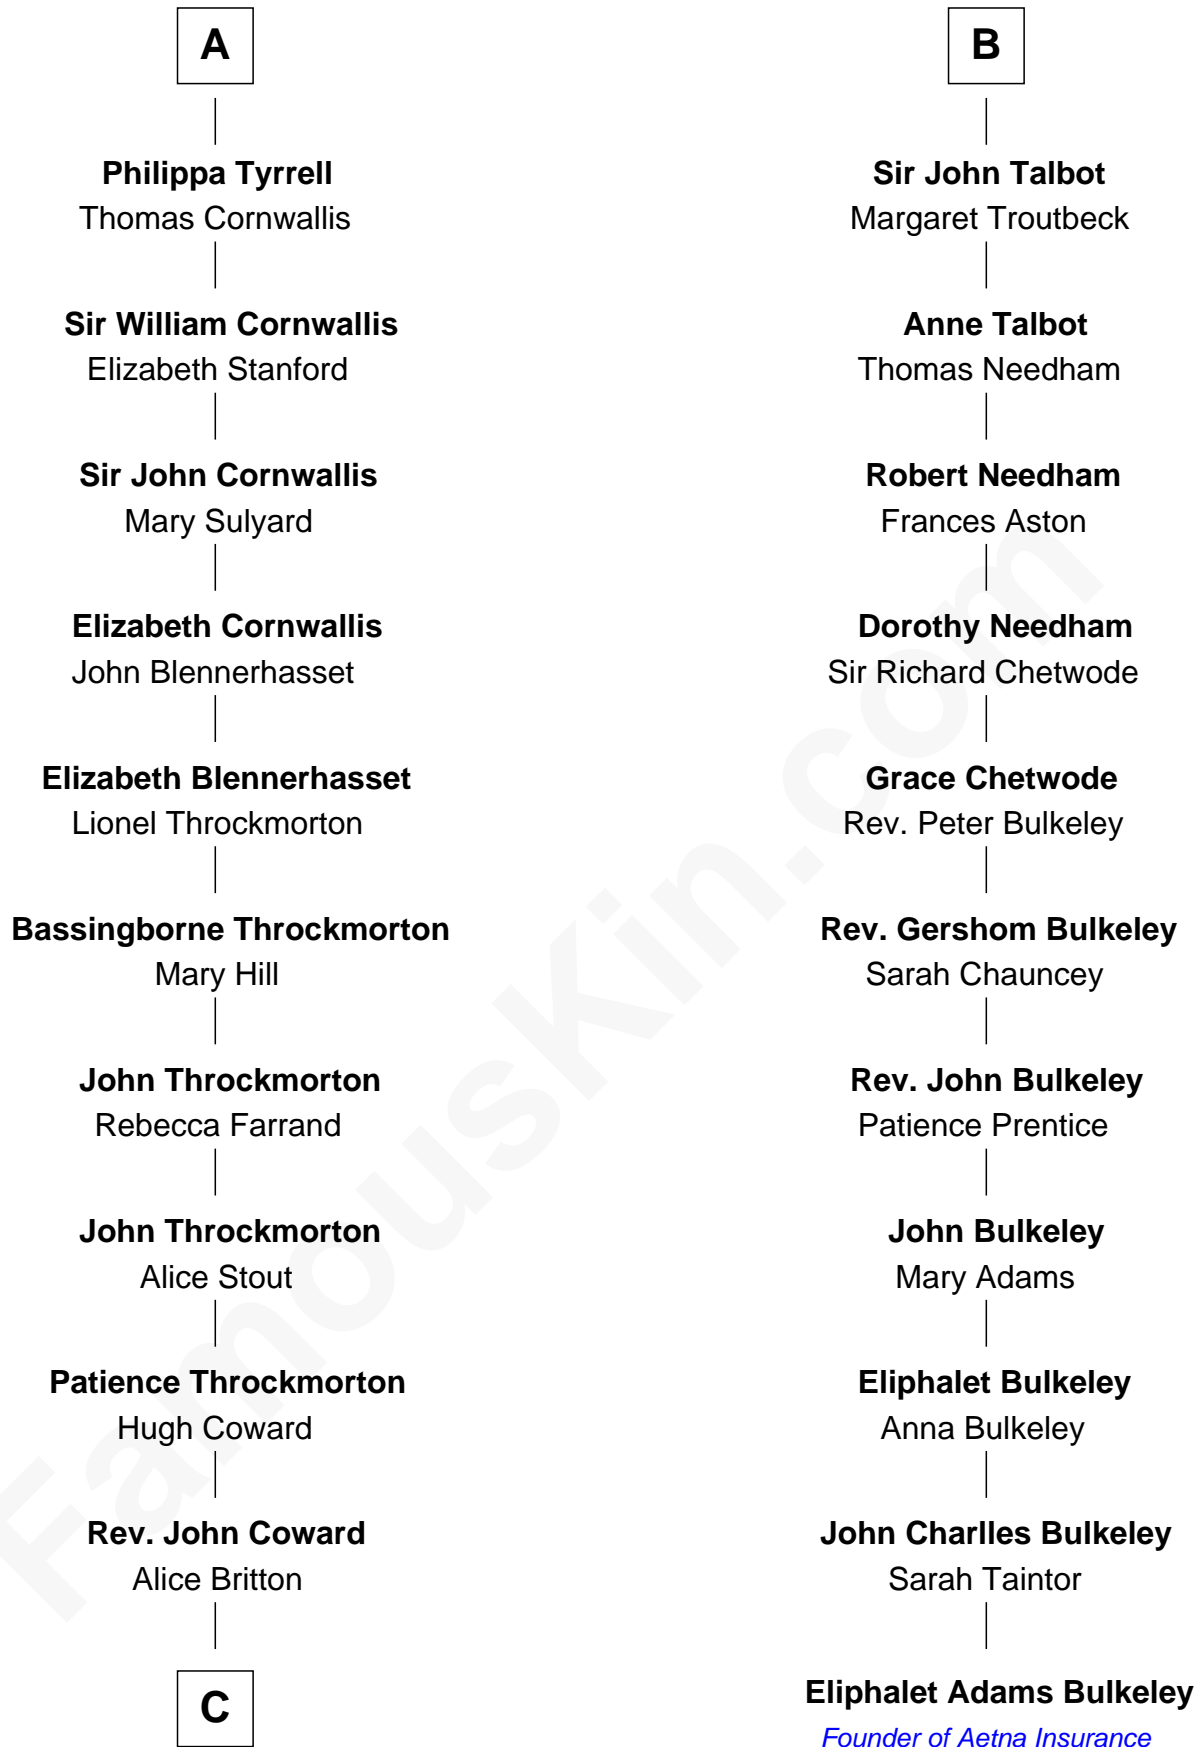 A
Philippa Tyrrell
Thomas Cornwallis
Sir William Cornwallis
Elizabeth Stanford
Sir John Cornwallis
Mary Sulyard
Elizabeth Cornwallis
John Blennerhasset
Elizabeth Blennerhasset
Lionel Throckmorton
Bassingborne Throckmorton
Mary Hill
John Throckmorton
Rebecca Farrand
John Throckmorton
Alice Stout
Patience Throckmorton
Hugh Coward
Rev. John Coward
Alice Britton
C
B
Sir John Talbot
Margaret Troutbeck
Anne Talbot
Thomas Needham
Robert Needham
Frances Aston
Dorothy Needham
Sir Richard Chetwode
Grace Chetwode
Rev. Peter Bulkeley
Rev. Gershom Bulkeley
Sarah Chauncey
Rev. John Bulkeley
Patience Prentice
John Bulkeley
Mary Adams
Eliphalet Bulkeley
Anna Bulkeley
John Charlles Bulkeley
Sarah Taintor
Eliphalet Adams Bulkeley
Founder of Aetna Insurance
FamousKin.com